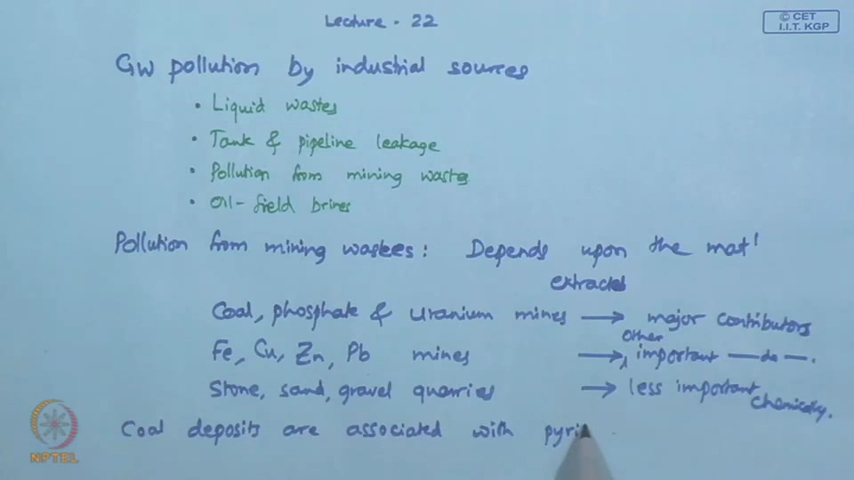 Lecture - 22
© CET
I.I.T. KGP
GW pollution by industrial sources
• Liquid wastes
• Tank & pipeline leakage
• Pollution from mining wastes
• Oil-field brines
Pollution from mining wastes : Depends upon the mat'l
extracted
Coal, phosphate & uranium mines → major contributors
Fe, Cu, Zn, Pb mines → other important —do—.
Stone, sand, gravel quarries → less important
chemically.
Coal deposits are associated with pyri
NPTEL